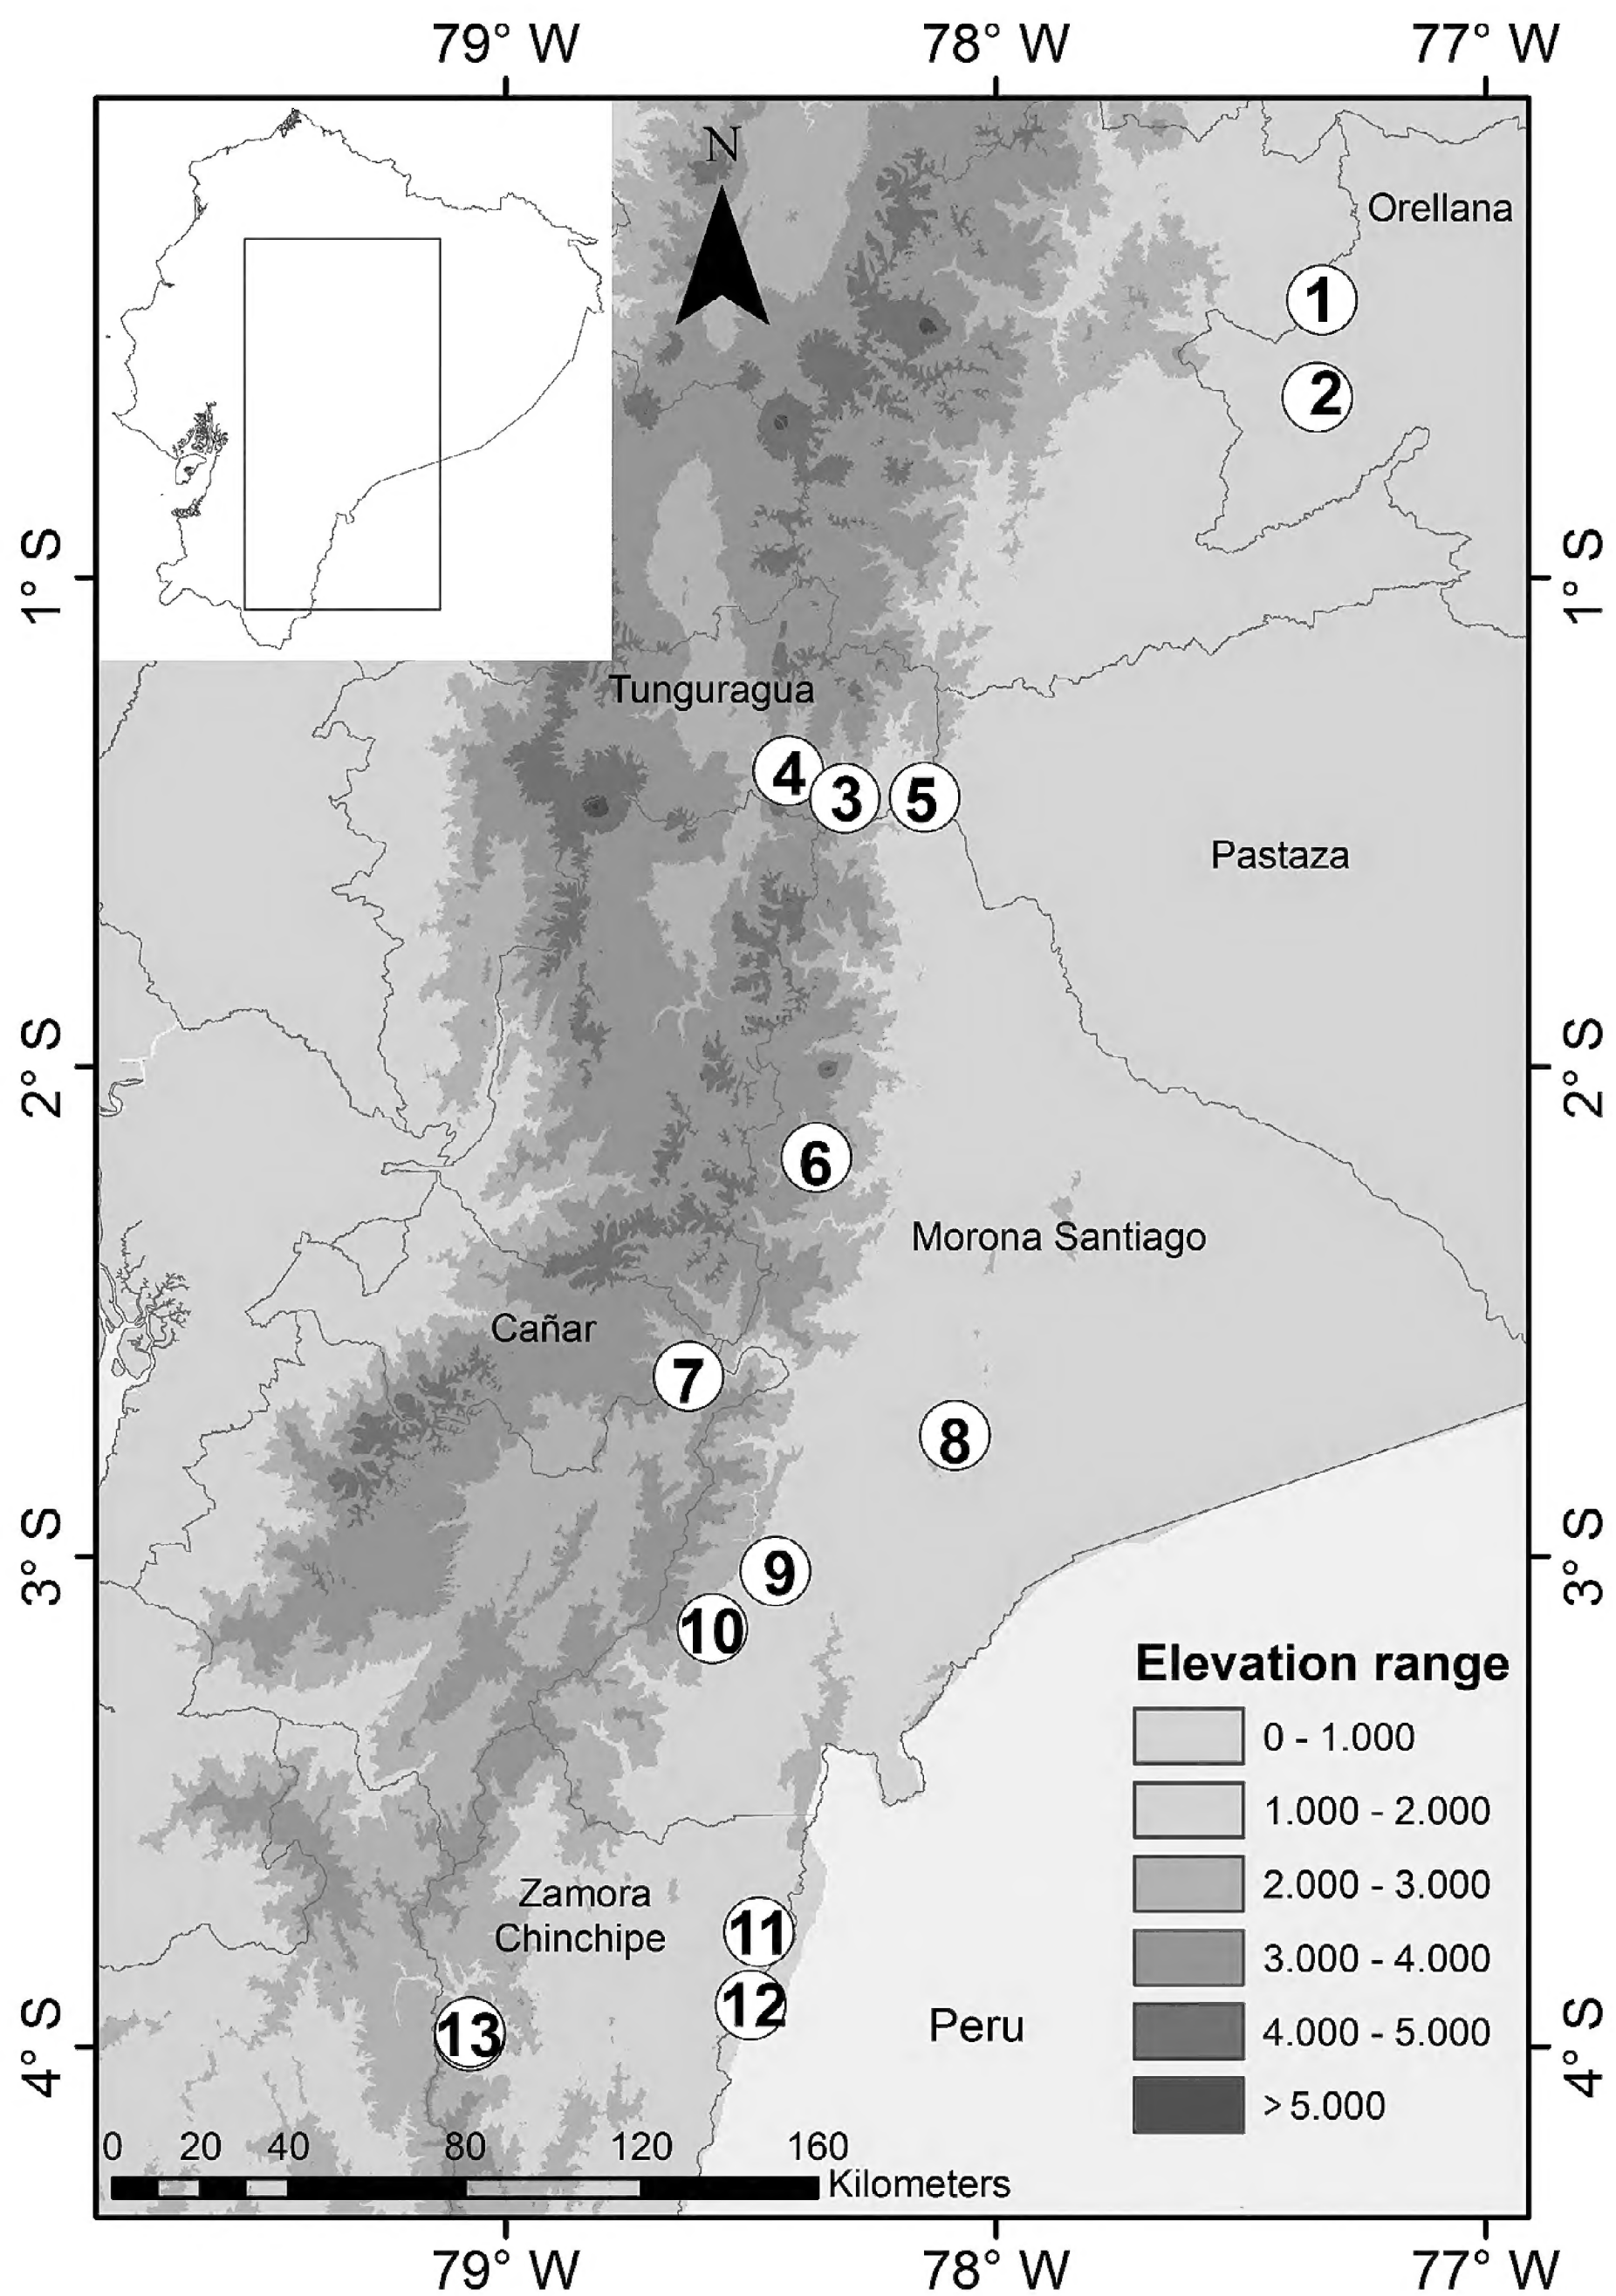 79° W
78° W
77° W
N
Orellana
1
2
1° S
1° S
Tunguragua
4
3
5
Pastaza
2° S
2° S
6
Morona Santiago
Cañar
7
8
3° S
3° S
9
10
Elevation range
0 - 1.000
1.000 - 2.000
2.000 - 3.000
3.000 - 4.000
4.000 - 5.000
> 5.000
Zamora
Chinchipe
11
12
13
Peru
4° S
4° S
0 20 40 80 120 160
Kilometers
79° W
78° W
77° W